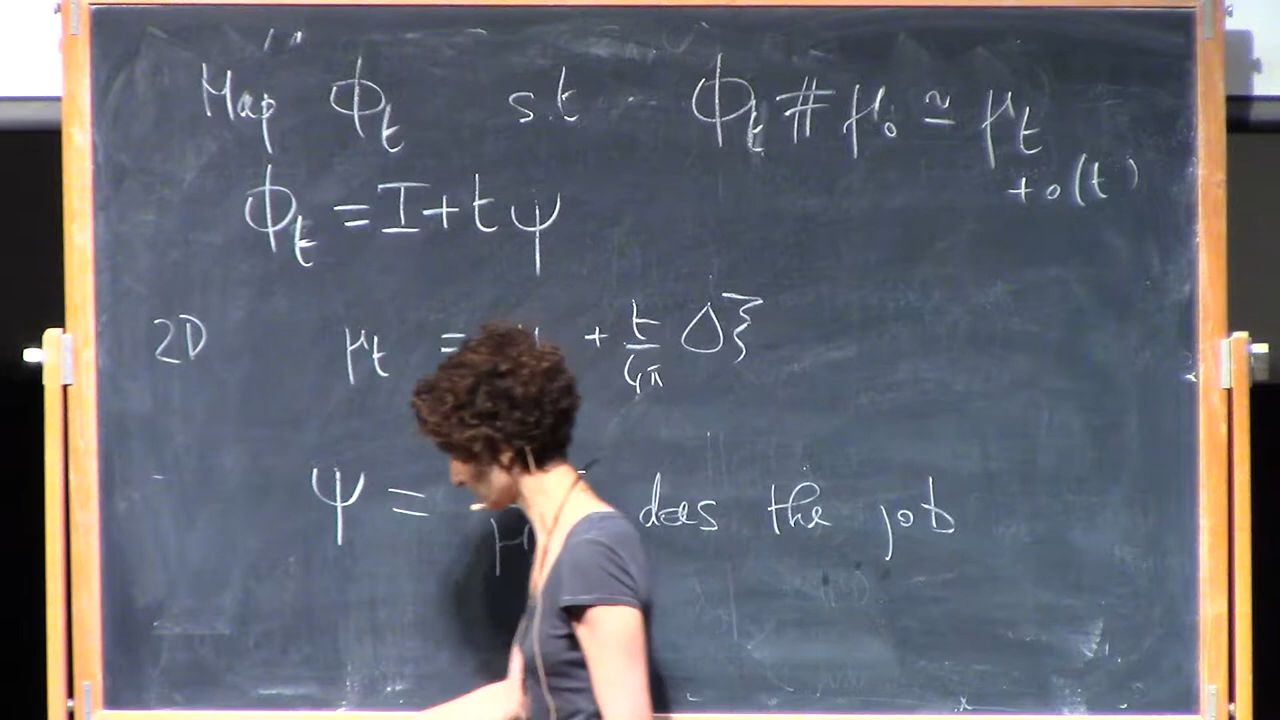 Map Φt s.t Φt # μ0 ≃ μt
+ o(t)
Φt = I + t ψ
2D μt = + t/4π Δξ
ψ = μ does the job